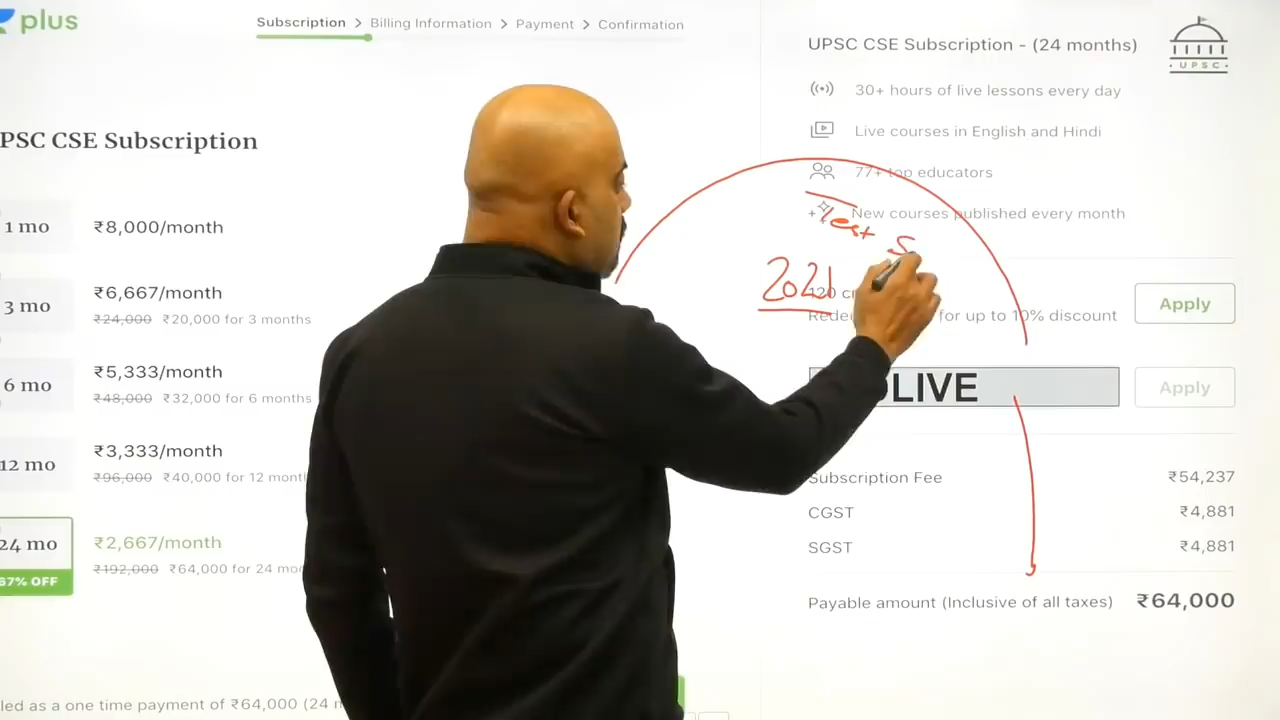 plus
Subscription > Billing Information > Payment > Confirmation
PSC CSE Subscription
1 mo
₹8,000/month
3 mo
₹6,667/month
₹24,000 ₹20,000 for 3 months
6 mo
₹5,333/month
₹48,000 ₹32,000 for 6 months
12 mo
₹3,333/month
₹96,000 ₹40,000 for 12
24 mo
67% OFF
₹2,667/month
₹192,000 ₹64,000 for 24
₹64,000 (24
UPSC CSE Subscription - (24 months)
UPSC
30+ hours of live lessons every day
Live courses in English and Hindi
77+ top educators
New courses published every month
Test S
2021
120
for up to 10% discount
Apply
LIVE
Apply
Subscription Fee ₹54,237
CGST ₹4,881
SGST ₹4,881
Payable amount (Inclusive of all taxes) ₹64,000
led as a one time payment of